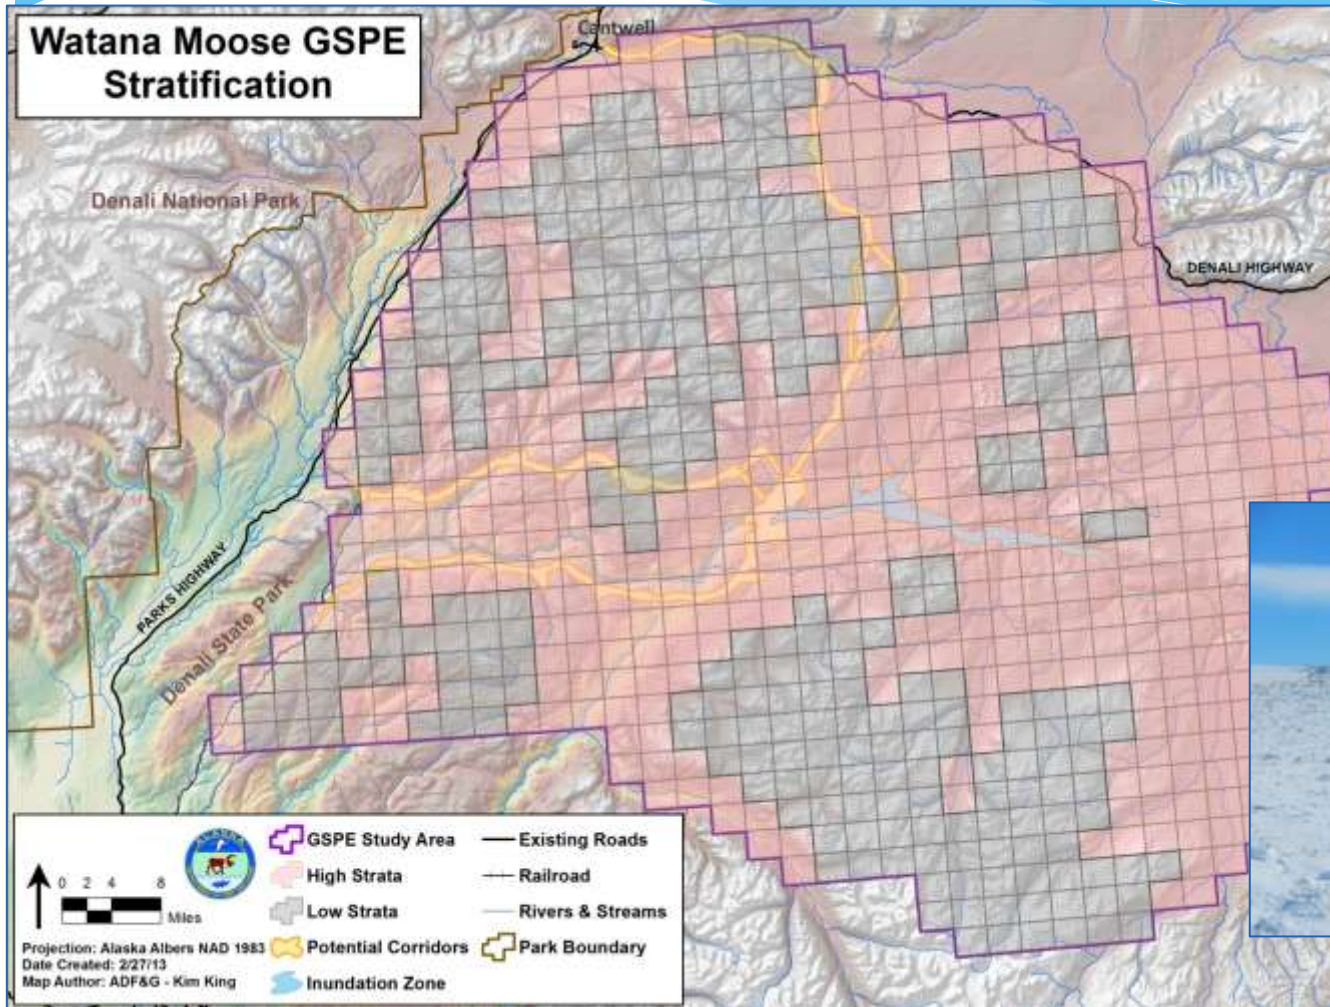 Watana Moose GSPE
Stratification
Cantwell
Denali National Park
DENALI HIGHWAY
PARKS HIGHWAY
Denali State Park
ALASKA
GSPE Study Area
Existing Roads
High Strata
Railroad
Low Strata
Rivers & Streams
Potential Corridors
Park Boundary
Inundation Zone
0 2 4 8
Miles
Projection: Alaska Albers NAD 1983
Date Created: 2/27/13
Map Author: ADF&G - Kim King